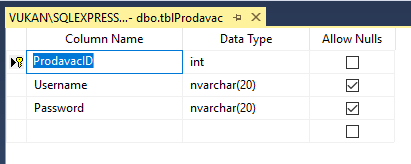 VUKAN\SQLEXPRESS...- dbo.tblProdavac
Column Name Data Type Allow Nulls
ProdavacID int
Username nvarchar(20)
Password nvarchar(20)